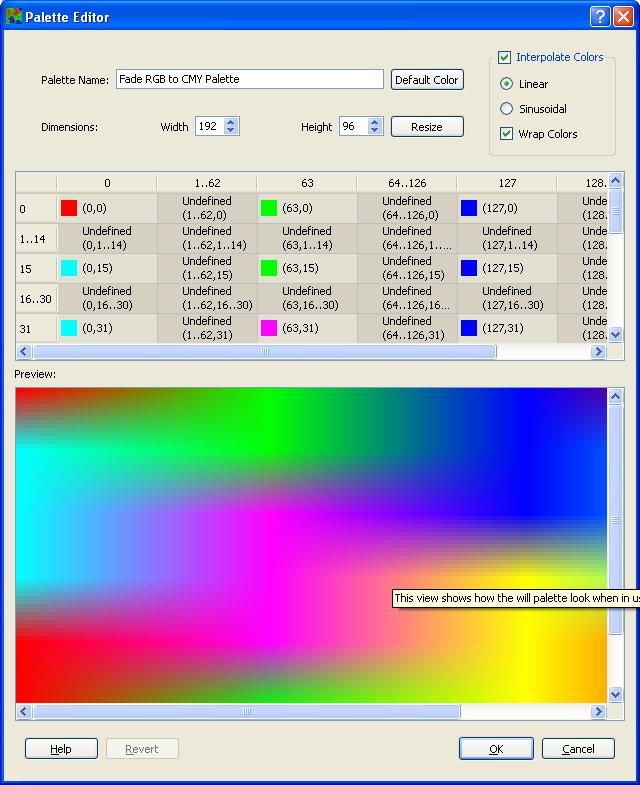 Palette Editor
Interpolate Colors
Palette Name: Fade RGB to CMY Palette Default Color
Linear
Sinusoidal
Dimensions: Width 192 Height 96 Resize
Wrap Colors
0 1..62 63 64..126 127 128.
0 (0,0) Undefined (1..62,0) (63,0) Undefined (64..126,0) (127,0) Unde (128.
1..14 Undefined (0,1..14) Undefined (1..62,1..14) Undefined (63,1..14) Undefined (64..126,1..... Undefined (127,1..14) Unde (128.
15 (0,15) Undefined (1..62,15) (63,15) Undefined (64..126,15) (127,15) Unde (128.
16..30 Undefined (0,16..30) Undefined (1..62,16..30) Undefined (63,16..30) Undefined (64..126,16... Undefined (127,16..30) Unde (128.
31 (0,31) Undefined (1..62,31) (63,31) Undefined (64..126,31) (127,31) Unde (128.
Preview:
This view shows how the will palette look when in us
Help Revert OK Cancel